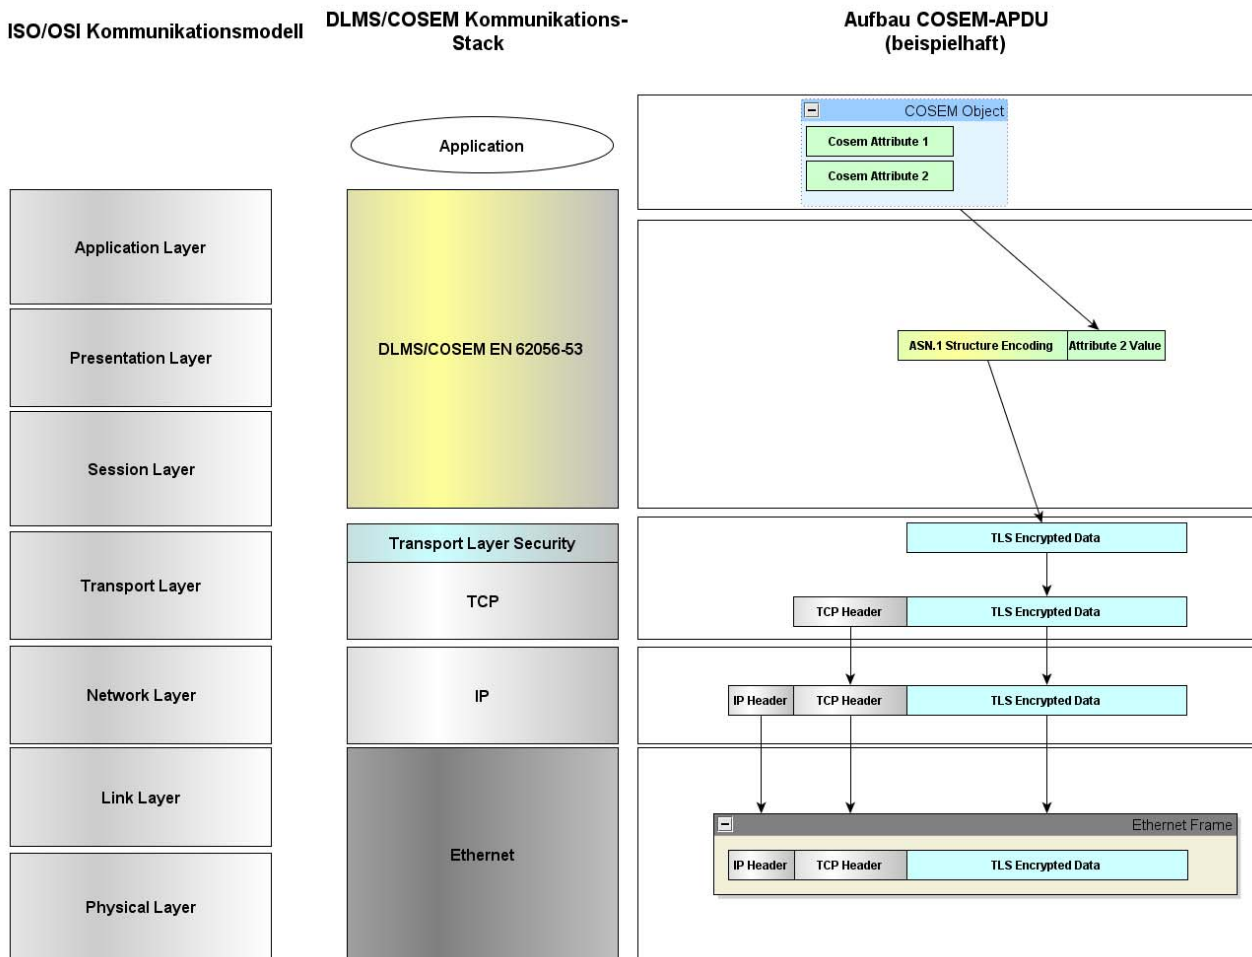 ISO/OSI Kommunikationsmodell
DLMS/COSEM Kommunikations-
Stack
Aufbau COSEM-APDU
(beispielhaft)
Application Layer
Presentation Layer
Session Layer
Transport Layer
Network Layer
Link Layer
Physical Layer
Application
DLMS/COSEM EN 62056-53
Transport Layer Security
TCP
IP
Ethernet
COSEM Object
Cosem Attribute 1
Cosem Attribute 2
ASN.1 Structure Encoding
Attribute 2 Value
TLS Encrypted Data
TCP Header
TLS Encrypted Data
IP Header
TCP Header
TLS Encrypted Data
Ethernet Frame
IP Header
TCP Header
TLS Encrypted Data